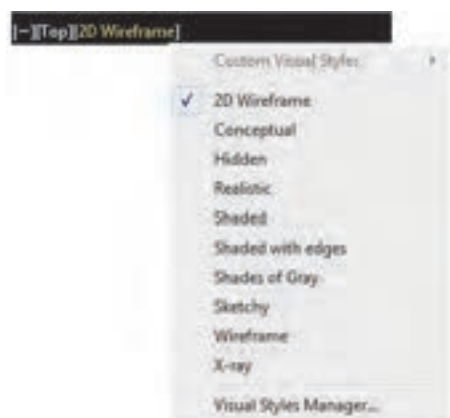 [−][Top][2D Wireframe]
Custom Visual Styles
2D Wireframe
Conceptual
Hidden
Realistic
Shaded
Shaded with edges
Shades of Gray
Sketchy
Wireframe
X-ray
Visual Styles Manager...